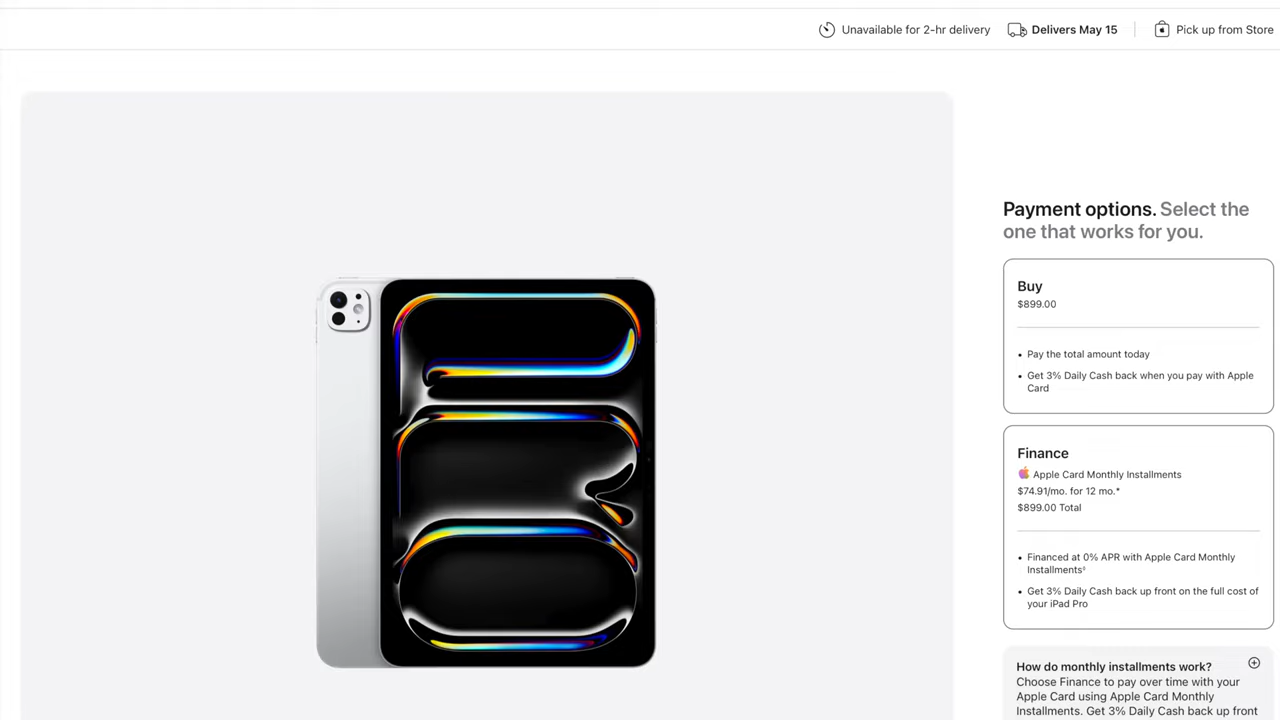 Unavailable for 2-hr delivery
Delivers May 15
Pick up from Store
Payment options. Select the
one that works for you.
Buy
$899.00
• Pay the total amount today
• Get 3% Daily Cash back when you pay with Apple
Card
Finance
Apple Card Monthly Installments
$74.91/mo. for 12 mo.*
$899.00 Total
• Financed at 0% APR with Apple Card Monthly
Installments◊
• Get 3% Daily Cash back up front on the full cost of
your iPad Pro
How do monthly installments work?
Choose Finance to pay over time with your
Apple Card using Apple Card Monthly
Installments. Get 3% Daily Cash back up front